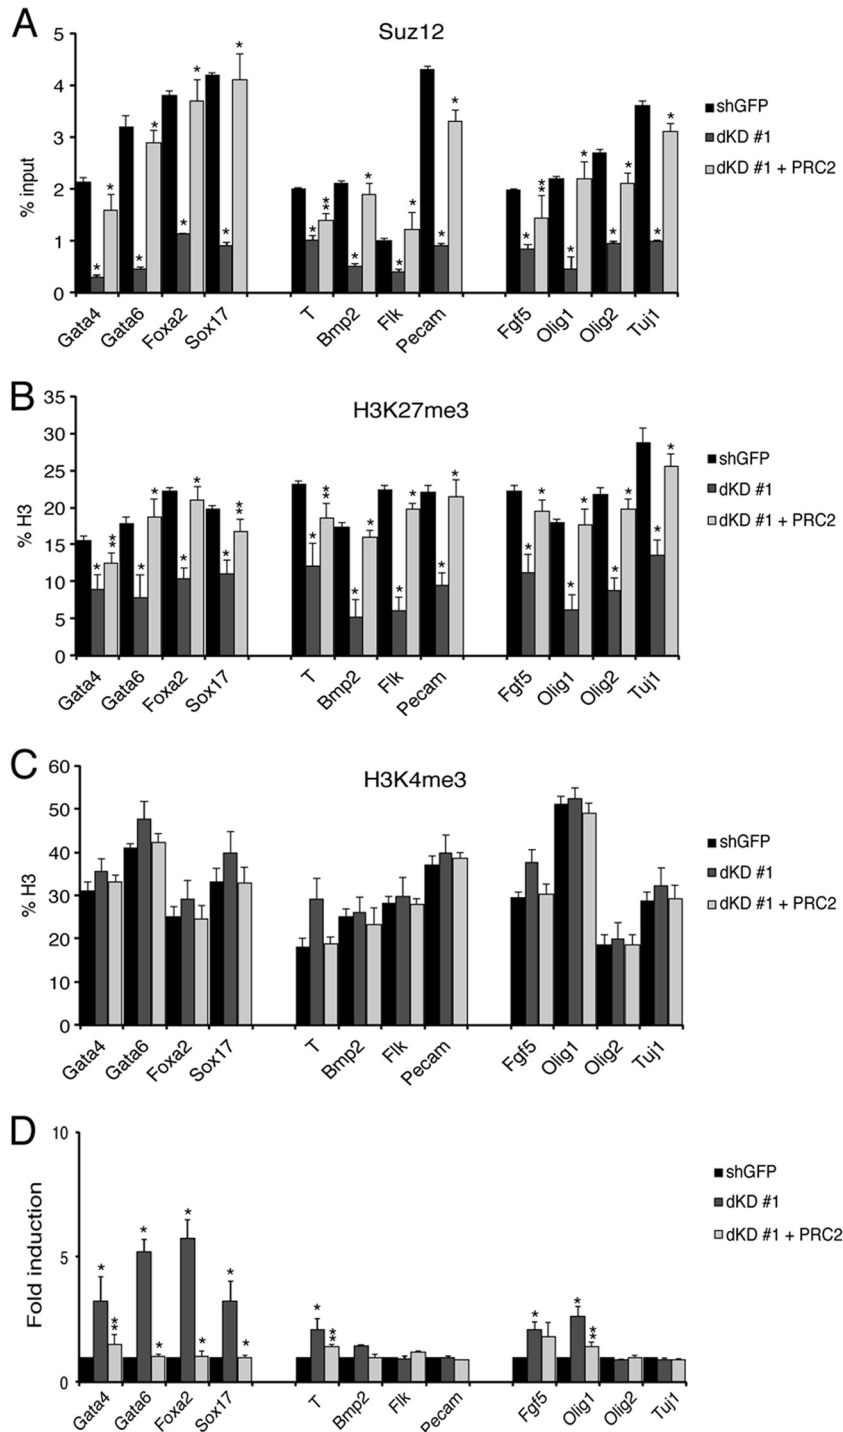 A
Suz12
5
4
3
2
1
0
% input
* * * * * * * *
* ** * * * * * *
* ** * * * * * *
shGFP
dKD #1
dKD #1 + PRC2
Gata4 Gata6 Foxa2 Sox17 T Bmp2 Flk Pecam Fgf5 Olig1 Olig2 Tuj1
B
H3K27me3
35
30
25
20
15
10
5
0
% H3
* ** * * * * * **
* ** * * * * * *
* * * * * * * *
shGFP
dKD #1
dKD #1 + PRC2
Gata4 Gata6 Foxa2 Sox17 T Bmp2 Flk Pecam Fgf5 Olig1 Olig2 Tuj1
C
H3K4me3
60
50
40
30
20
10
0
% H3
shGFP
dKD #1
dKD #1 + PRC2
Gata4 Gata6 Foxa2 Sox17 T Bmp2 Flk Pecam Fgf5 Olig1 Olig2 Tuj1
D
10
5
0
Fold induction
* ** * * * * * *
* **
* * **
shGFP
dKD #1
dKD #1 + PRC2
Gata4 Gata6 Foxa2 Sox17 T Bmp2 Flk Pecam Fgf5 Olig1 Olig2 Tuj1